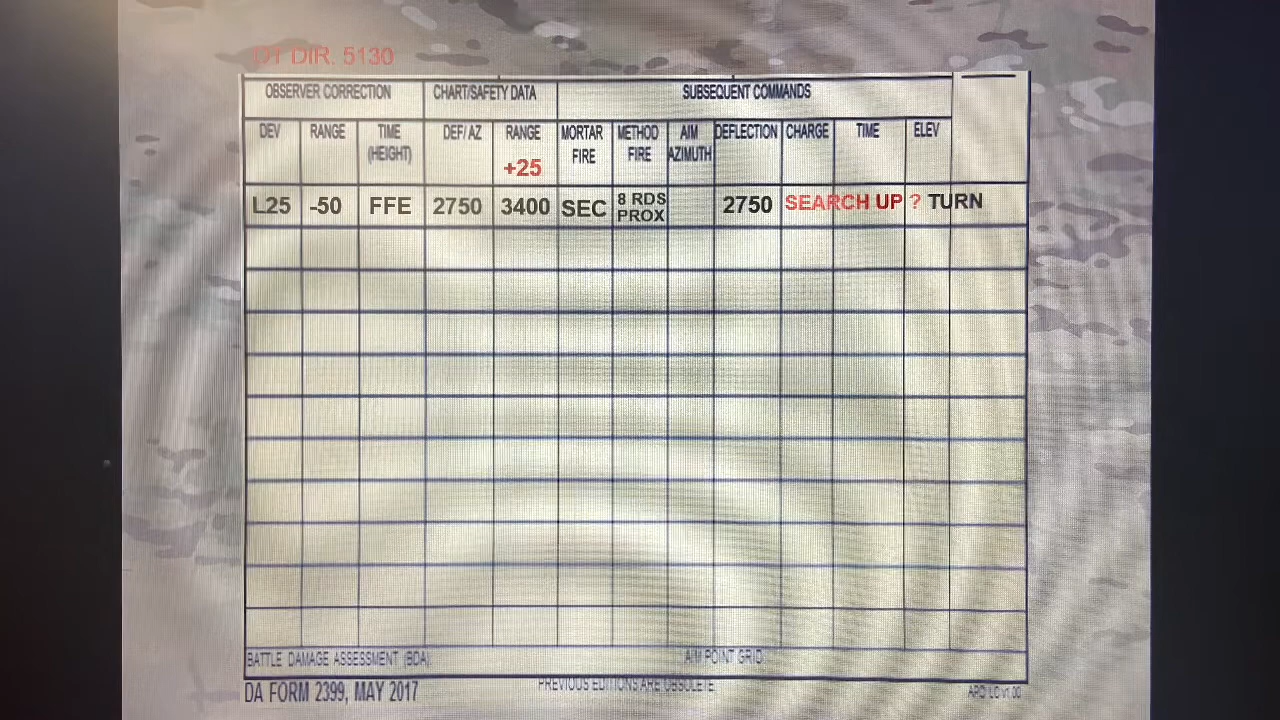 OT DIR. 5130
OBSERVER CORRECTION CHART/SAFETY DATA SUBSEQUENT COMMANDS
DEV RANGE TIME (HEIGHT) DEF/ AZ RANGE +25 MORTAR FIRE METHOD FIRE AIM AZIMUTH DEFLECTION CHARGE TIME ELEV
L25 -50 FFE 2750 3400 SEC 8 RDS PROX 2750 SEARCH UP ? TURN
BATTLE DAMAGE ASSESSMENT (BDA) AIM POINT GRID
DA FORM 2399, MAY 2017 PREVIOUS EDITIONS ARE OBSOLETE